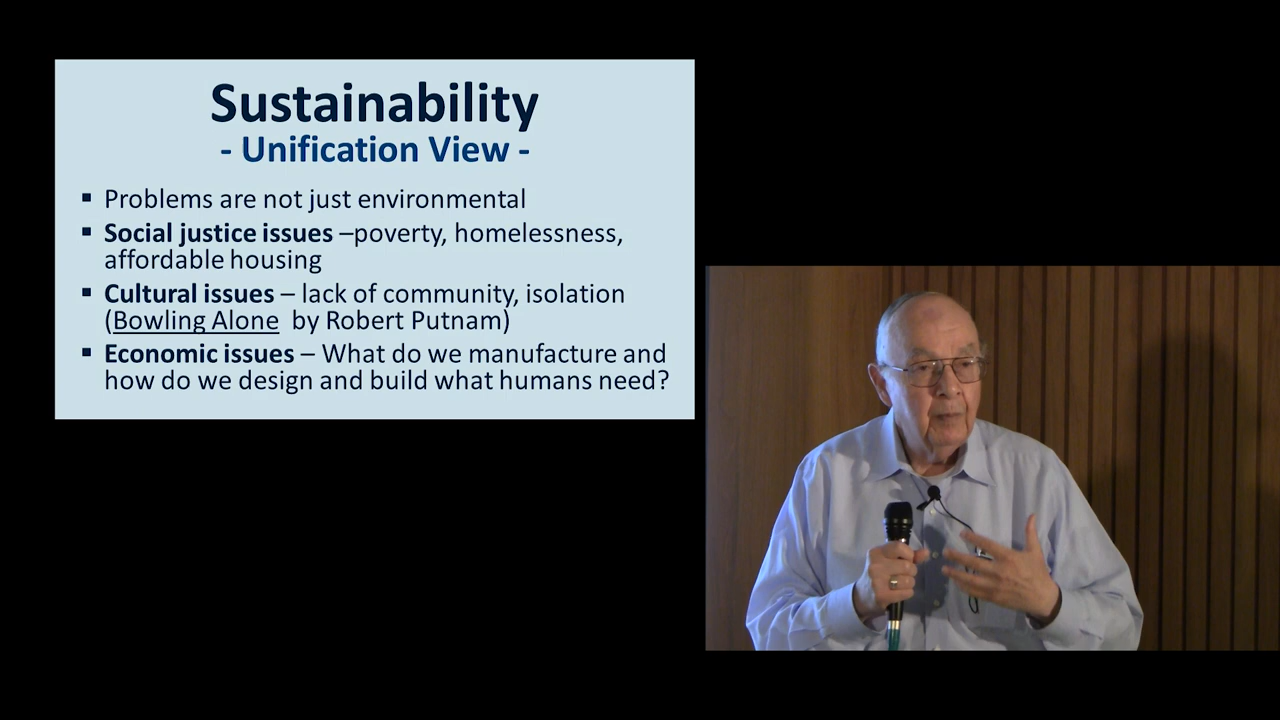 Sustainability
- Unification View -
▪ Problems are not just environmental
▪ Social justice issues –poverty, homelessness,
affordable housing
▪ Cultural issues – lack of community, isolation
(Bowling Alone by Robert Putnam)
▪ Economic issues – What do we manufacture and
how do we design and build what humans need?